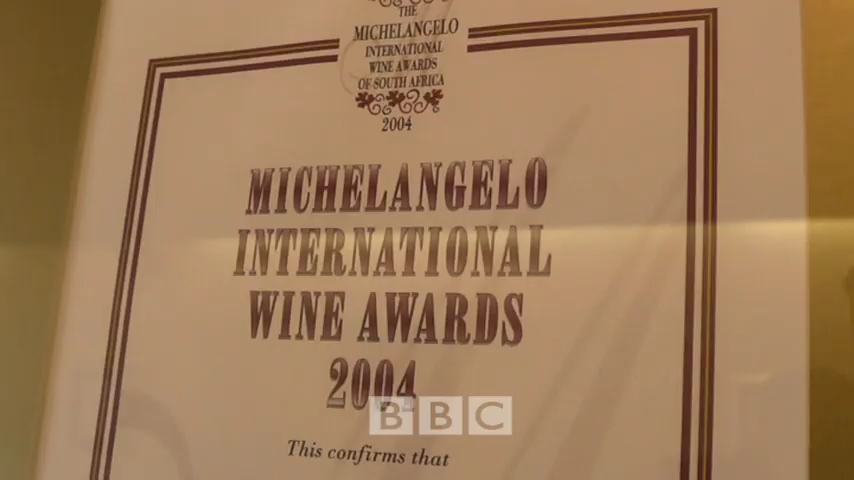 THE
MICHELANGELO
INTERNATIONAL
WINE AWARDS
OF SOUTH AFRICA
2004
MICHELANGELO
INTERNATIONAL
WINE AWARDS
2004
BBC
This confirms that